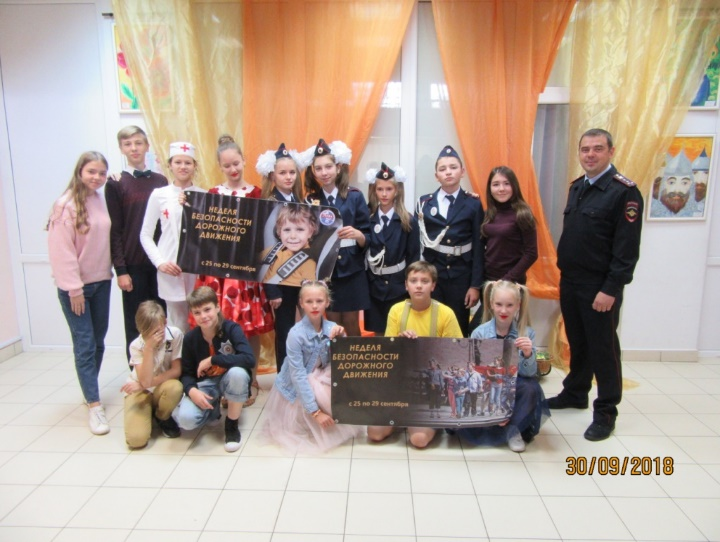 НЕДЕЛЯ
БЕЗОПАСНОСТИ
ДОРОЖНОГО
ДВИЖЕНИЯ
с 25 по 29 сентября
НЕДЕЛЯ
БЕЗОПАСНОСТИ
ДОРОЖНОГО
ДВИЖЕНИЯ
с 25 по 29 сентября
30/09/2018